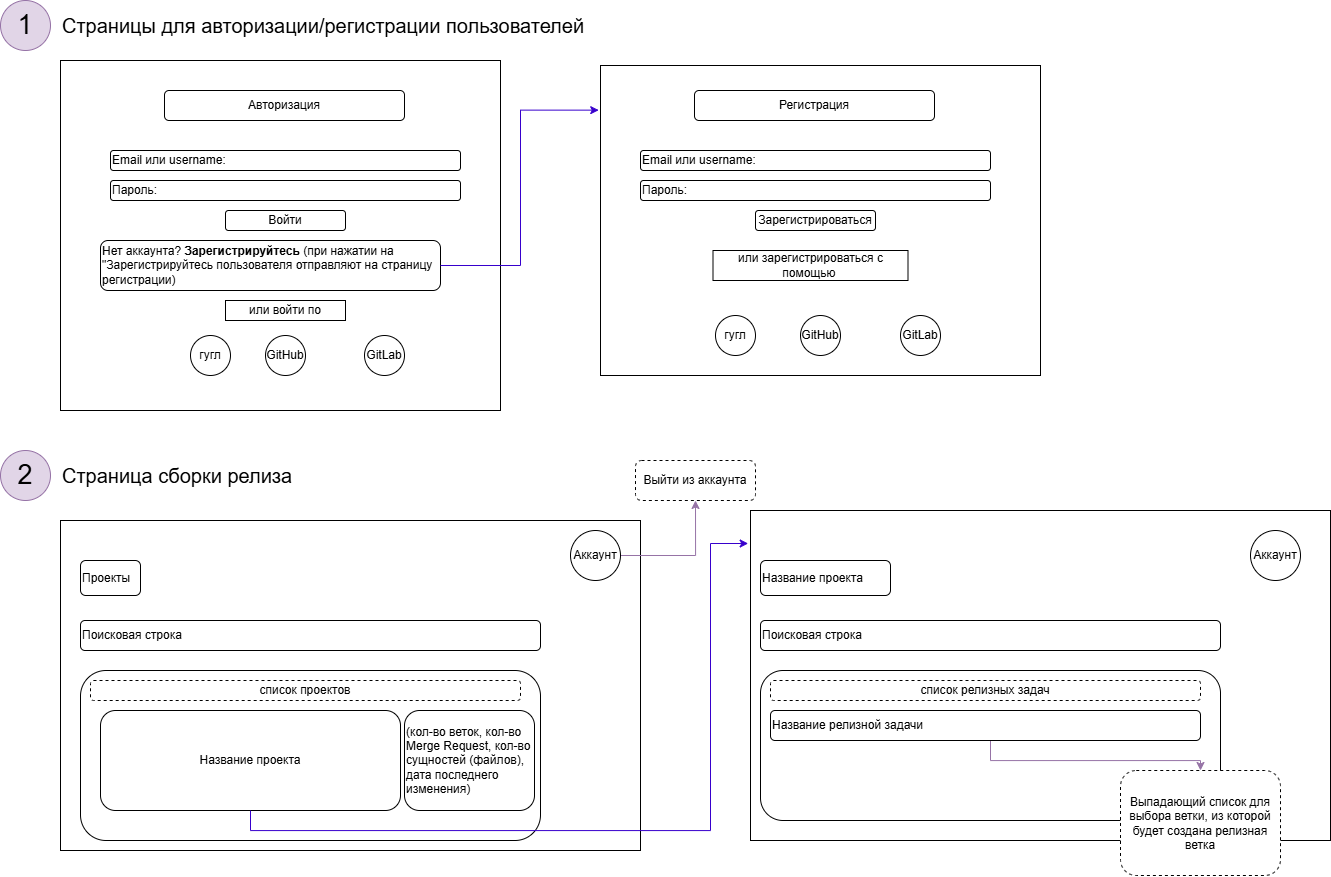 1
Страницы для авторизации/регистрации пользователей
Авторизация
Email или username:
Пароль:
Войти
Нет аккаунта? Зарегистрируйтесь (при нажатии на
"Зарегистрируйтесь пользователя отправляют на страницу
регистрации)
или войти по
гугл
GitHub
GitLab
Регистрация
Email или username:
Пароль:
Зарегистрироваться
или зарегистрироваться с
помощью
гугл
GitHub
GitLab
2
Страница сборки релиза
Выйти из аккаунта
Аккаунт
Проекты
Поисковая строка
список проектов
Название проекта
(кол-во веток, кол-во
Merge Request, кол-во
сущностей (файлов),
дата последнего
изменения)
Аккаунт
Название проекта
Поисковая строка
список релизных задач
Название релизной задачи
Выпадающий список для
выбора ветки, из которой
будет создана релизная
ветка